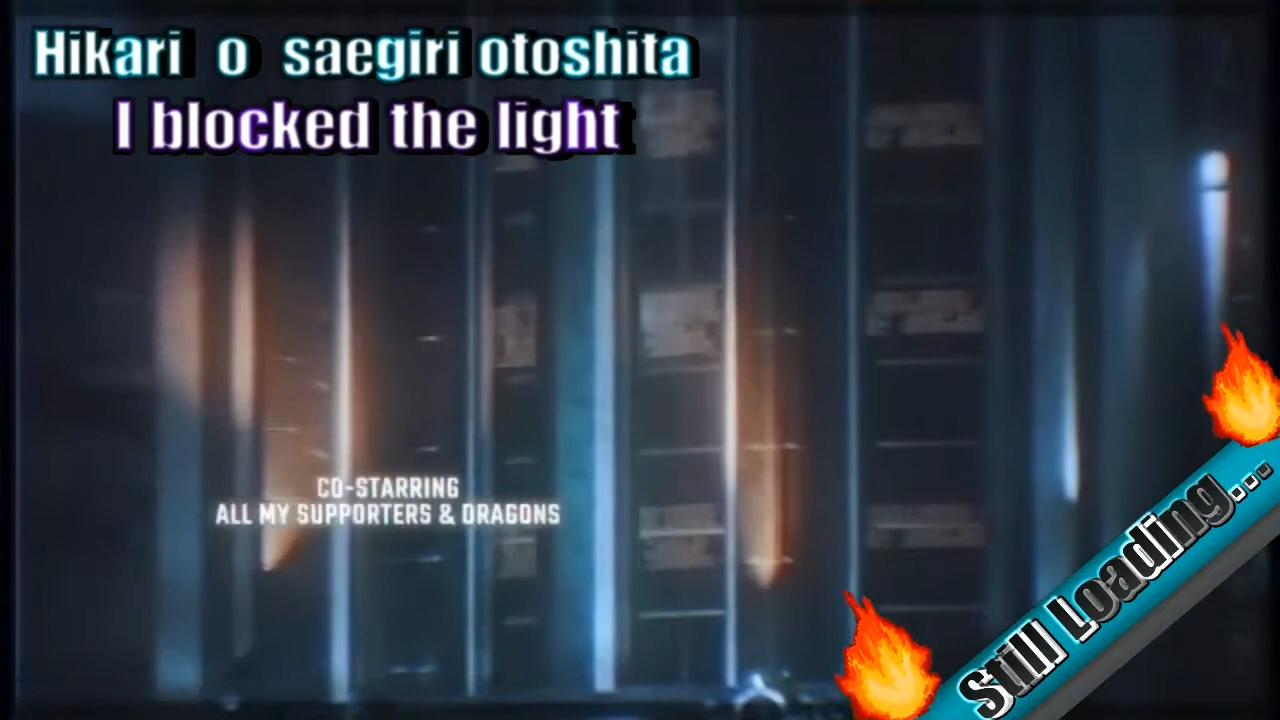 Hikari o saegiri otoshita
I blocked the light
CO-STARRING
ALL MY SUPPORTERS & DRAGONS
Still Loading...